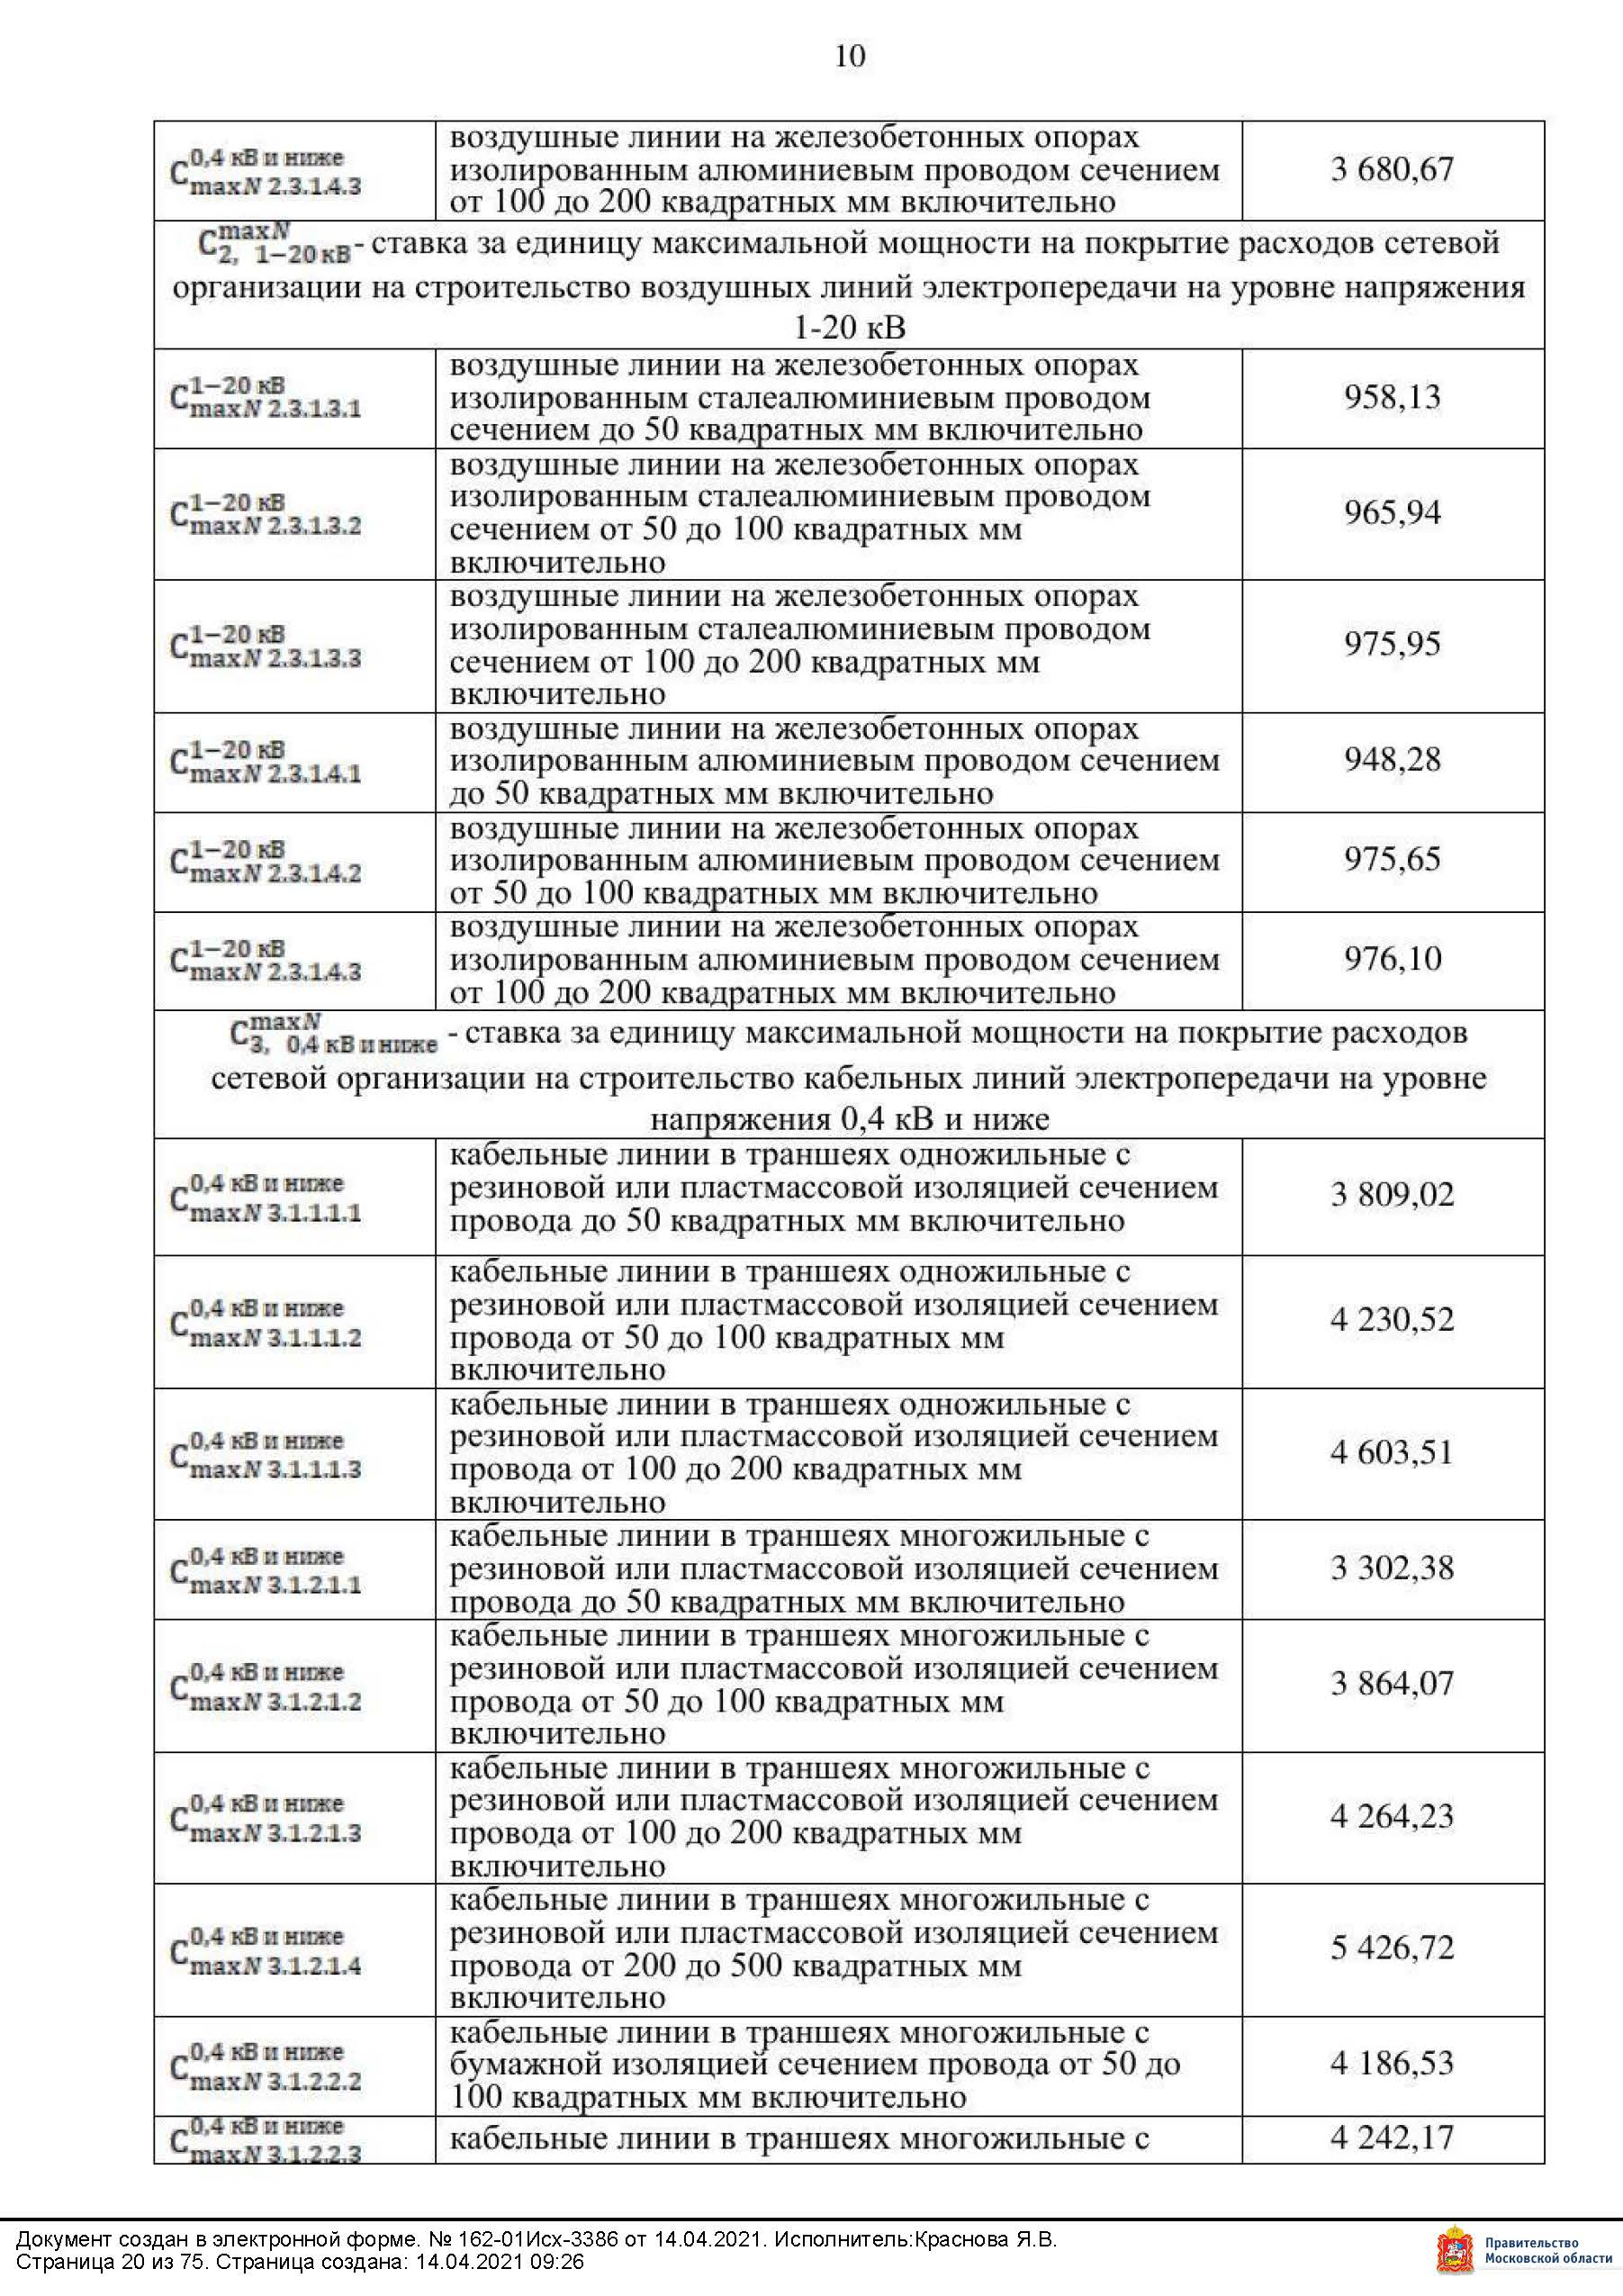 10
C 0,4 кВ и ниже maxN 2.3.1.4.3
воздушные линии на железобетонных опорах
изолированным алюминиевым проводом сечением
от 100 до 200 квадратных мм включительно
3 680,67
C maxN 2, 1–20 кВ - ставка за единицу максимальной мощности на покрытие расходов сетевой
организации на строительство воздушных линий электропередачи на уровне напряжения
1-20 кВ
C 1–20 кВ maxN 2.3.1.3.1
воздушные линии на железобетонных опорах
изолированным сталеалюминиевым проводом
сечением до 50 квадратных мм включительно
958,13
C 1–20 кВ maxN 2.3.1.3.2
воздушные линии на железобетонных опорах
изолированным сталеалюминиевым проводом
сечением от 50 до 100 квадратных мм
включительно
965,94
C 1–20 кВ maxN 2.3.1.3.3
воздушные линии на железобетонных опорах
изолированным сталеалюминиевым проводом
сечением от 100 до 200 квадратных мм
включительно
975,95
C 1–20 кВ maxN 2.3.1.4.1
воздушные линии на железобетонных опорах
изолированным алюминиевым проводом сечением
до 50 квадратных мм включительно
948,28
C 1–20 кВ maxN 2.3.1.4.2
воздушные линии на железобетонных опорах
изолированным алюминиевым проводом сечением
от 50 до 100 квадратных мм включительно
975,65
C 1–20 кВ maxN 2.3.1.4.3
воздушные линии на железобетонных опорах
изолированным алюминиевым проводом сечением
от 100 до 200 квадратных мм включительно
976,10
C maxN 3, 0,4 кВ и ниже - ставка за единицу максимальной мощности на покрытие расходов
сетевой организации на строительство кабельных линий электропередачи на уровне
напряжения 0,4 кВ и ниже
C 0,4 кВ и ниже maxN 3.1.1.1.1
кабельные линии в траншеях одножильные с
резиновой или пластмассовой изоляцией сечением
провода до 50 квадратных мм включительно
3 809,02
C 0,4 кВ и ниже maxN 3.1.1.1.2
кабельные линии в траншеях одножильные с
резиновой или пластмассовой изоляцией сечением
провода от 50 до 100 квадратных мм
включительно
4 230,52
C 0,4 кВ и ниже maxN 3.1.1.1.3
кабельные линии в траншеях одножильные с
резиновой или пластмассовой изоляцией сечением
провода от 100 до 200 квадратных мм
включительно
4 603,51
C 0,4 кВ и ниже maxN 3.1.2.1.1
кабельные линии в траншеях многожильные с
резиновой или пластмассовой изоляцией сечением
провода до 50 квадратных мм включительно
3 302,38
C 0,4 кВ и ниже maxN 3.1.2.1.2
кабельные линии в траншеях многожильные с
резиновой или пластмассовой изоляцией сечением
провода от 50 до 100 квадратных мм
включительно
3 864,07
C 0,4 кВ и ниже maxN 3.1.2.1.3
кабельные линии в траншеях многожильные с
резиновой или пластмассовой изоляцией сечением
провода от 100 до 200 квадратных мм
включительно
4 264,23
C 0,4 кВ и ниже maxN 3.1.2.1.4
кабельные линии в траншеях многожильные с
резиновой или пластмассовой изоляцией сечением
провода от 200 до 500 квадратных мм
включительно
5 426,72
C 0,4 кВ и ниже maxN 3.1.2.2.2
кабельные линии в траншеях многожильные с
бумажной изоляцией сечением провода от 50 до
100 квадратных мм включительно
4 186,53
C 0,4 кВ и ниже maxN 3.1.2.2.3
кабельные линии в траншеях многожильные с
4 242,17
Документ создан в электронной форме. № 162-01Исх-3386 от 14.04.2021. Исполнитель:Краснова Я.В.
Страница 20 из 75. Страница создана: 14.04.2021 09:26
Правительство
Московской области